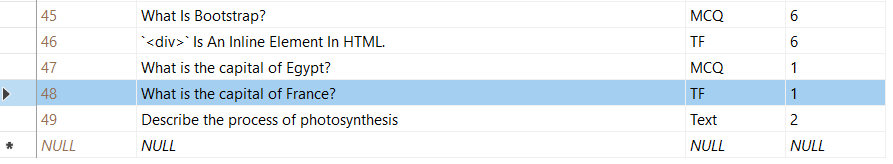 45 What Is Bootstrap? MCQ 6
46 `<div>` Is An Inline Element In HTML. TF 6
47 What is the capital of Egypt? MCQ 1
48 What is the capital of France? TF 1
49 Describe the process of photosynthesis Text 2
NULL NULL NULL NULL